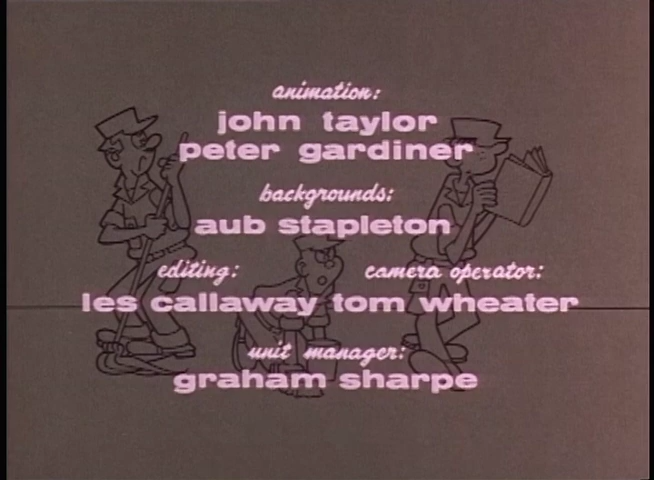 animation:
john taylor
peter gardiner
backgrounds:
aub stapleton
editing: camera operator:
les callaway tom wheater
unit manager:
graham sharpe